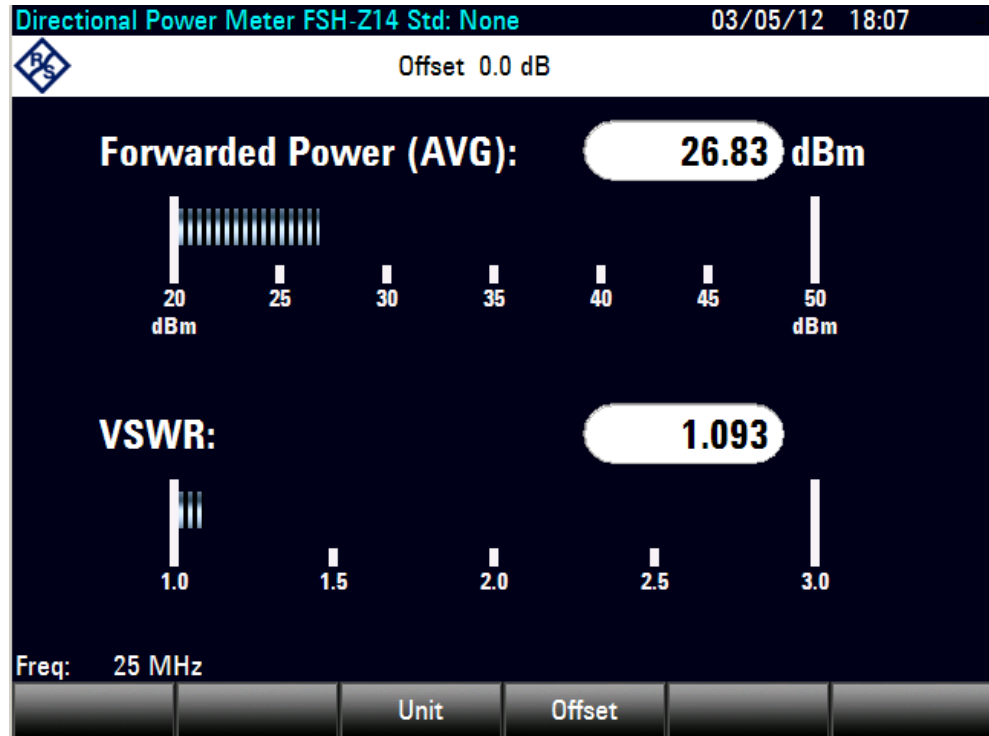 Directional Power Meter FSH-Z14 Std: None 03/05/12 18:07
R&S Offset 0.0 dB
Forwarded Power (AVG): 26.83 dBm
20 25 30 35 40 45 50
dBm dBm
VSWR: 1.093
1.0 1.5 2.0 2.5 3.0
Freq: 25 MHz
Unit Offset